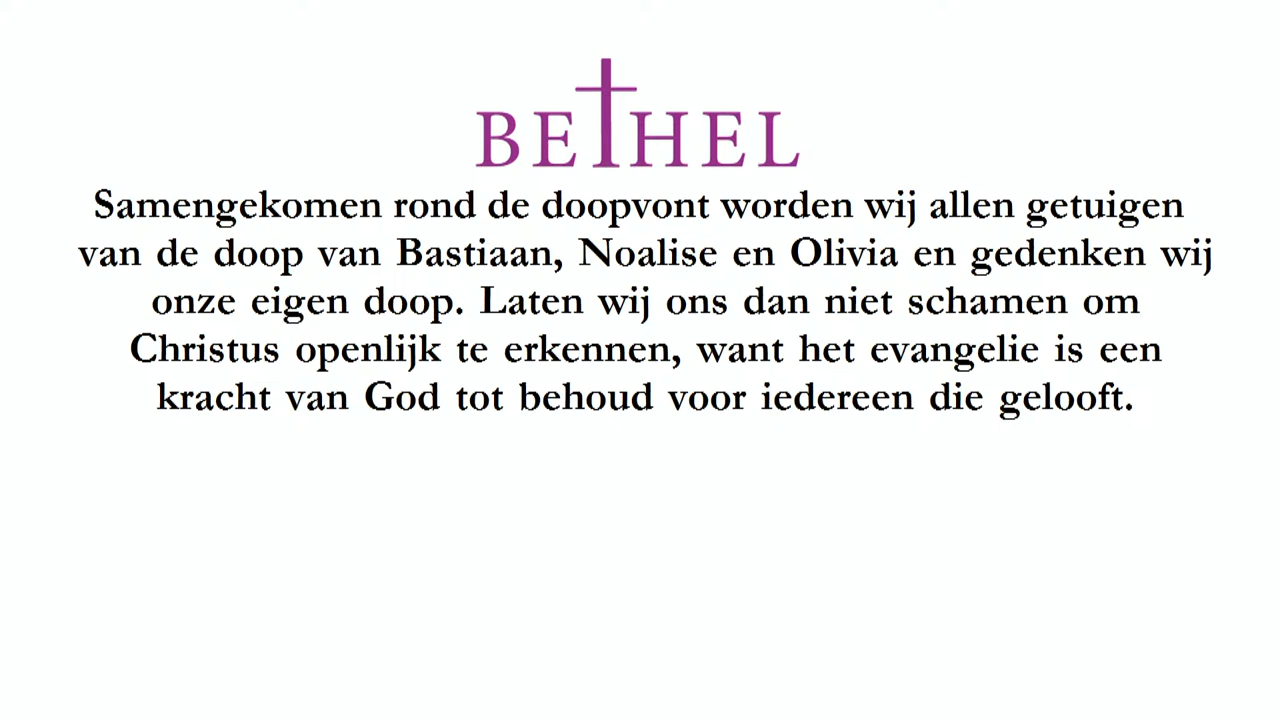 BETHEL
Samengekomen rond de doopvont worden wij allen getuigen
van de doop van Bastiaan, Noalise en Olivia en gedenken wij
onze eigen doop. Laten wij ons dan niet schamen om
Christus openlijk te erkennen, want het evangelie is een
kracht van God tot behoud voor iedereen die gelooft.